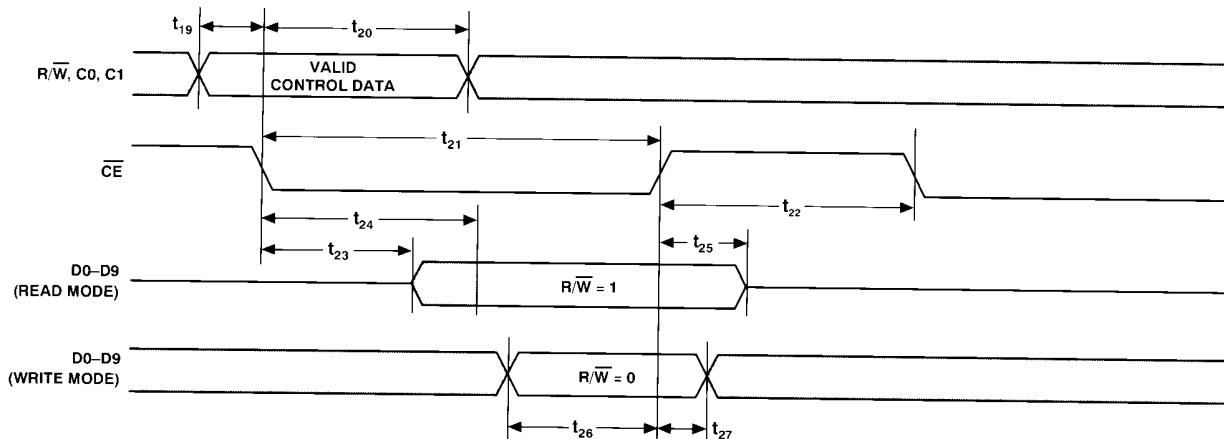 t19
t20
R/W̅, C0, C1
VALID
CONTROL DATA
t21
C̅E̅
t22
t24
t23
t25
D0–D9
(READ MODE)
R/W̅ = 1
D0–D9
(WRITE MODE)
R/W̅ = 0
t26
t27